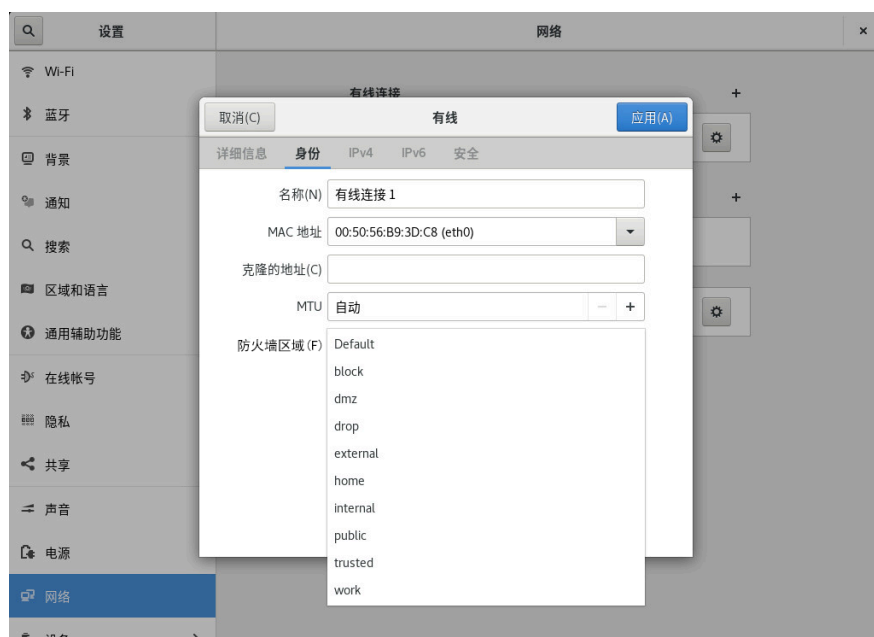 设置
网络
×
Wi-Fi
蓝牙
背景
通知
搜索
区域和语言
通用辅助功能
在线帐号
隐私
共享
声音
电源
网络
有线连接
+
+
取消(C)
有线
应用(A)
详细信息 身份 IPv4 IPv6 安全
名称(N) 有线连接 1
MAC 地址 00:50:56:B9:3D:C8 (eth0)
克隆的地址(C)
MTU 自动 − +
防火墙区域(F) Default
block
dmz
drop
external
home
internal
public
trusted
work